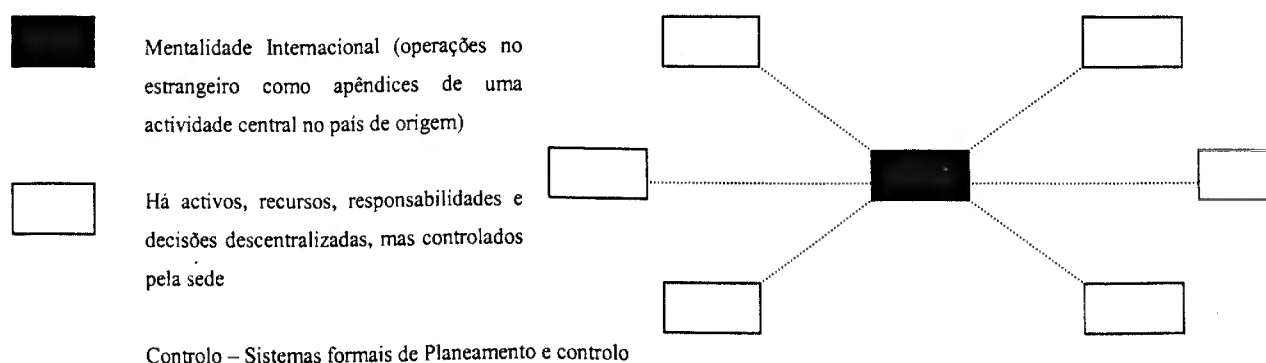 Mentalidade Internacional (operações no
estrangeiro como apêndices de uma
actividade central no país de origem)
Há activos, recursos, responsabilidades e
decisões descentralizadas, mas controlados
pela sede
Controlo – Sistemas formais de Planeamento e controlo